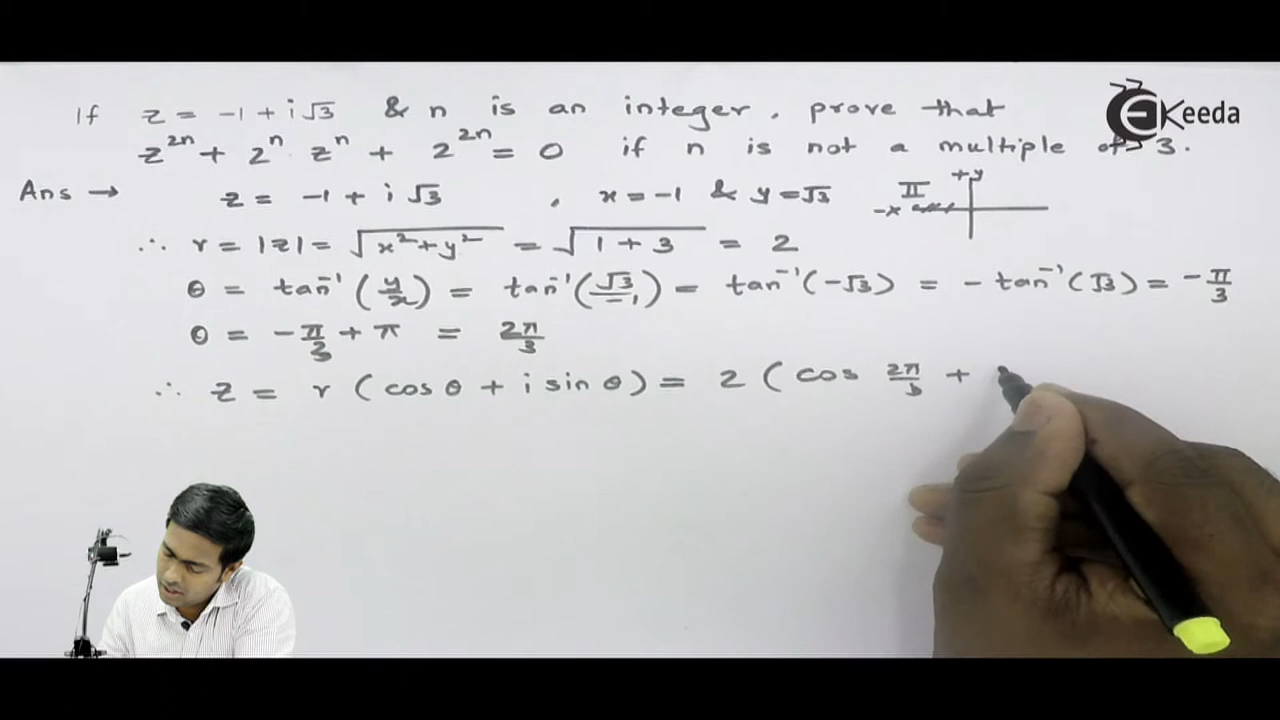 If z = -1 + i√3 & n is an integer, prove that
z^2n + 2^n · z^n + 2^2n = 0 if n is not a multiple of 3.
Ekeeda
Ans → z = -1 + i√3 , x = -1 & y = √3
II +y -x
∴ r = |z| = √(x² + y²) = √(1 + 3) = 2
θ = tan⁻¹(y/x) = tan⁻¹(√3/-1) = tan⁻¹(-√3) = - tan⁻¹(√3) = -π/3
θ = -π/3 + π = 2π/3
∴ z = r (cos θ + i sin θ) = 2 ( cos 2π/3 +